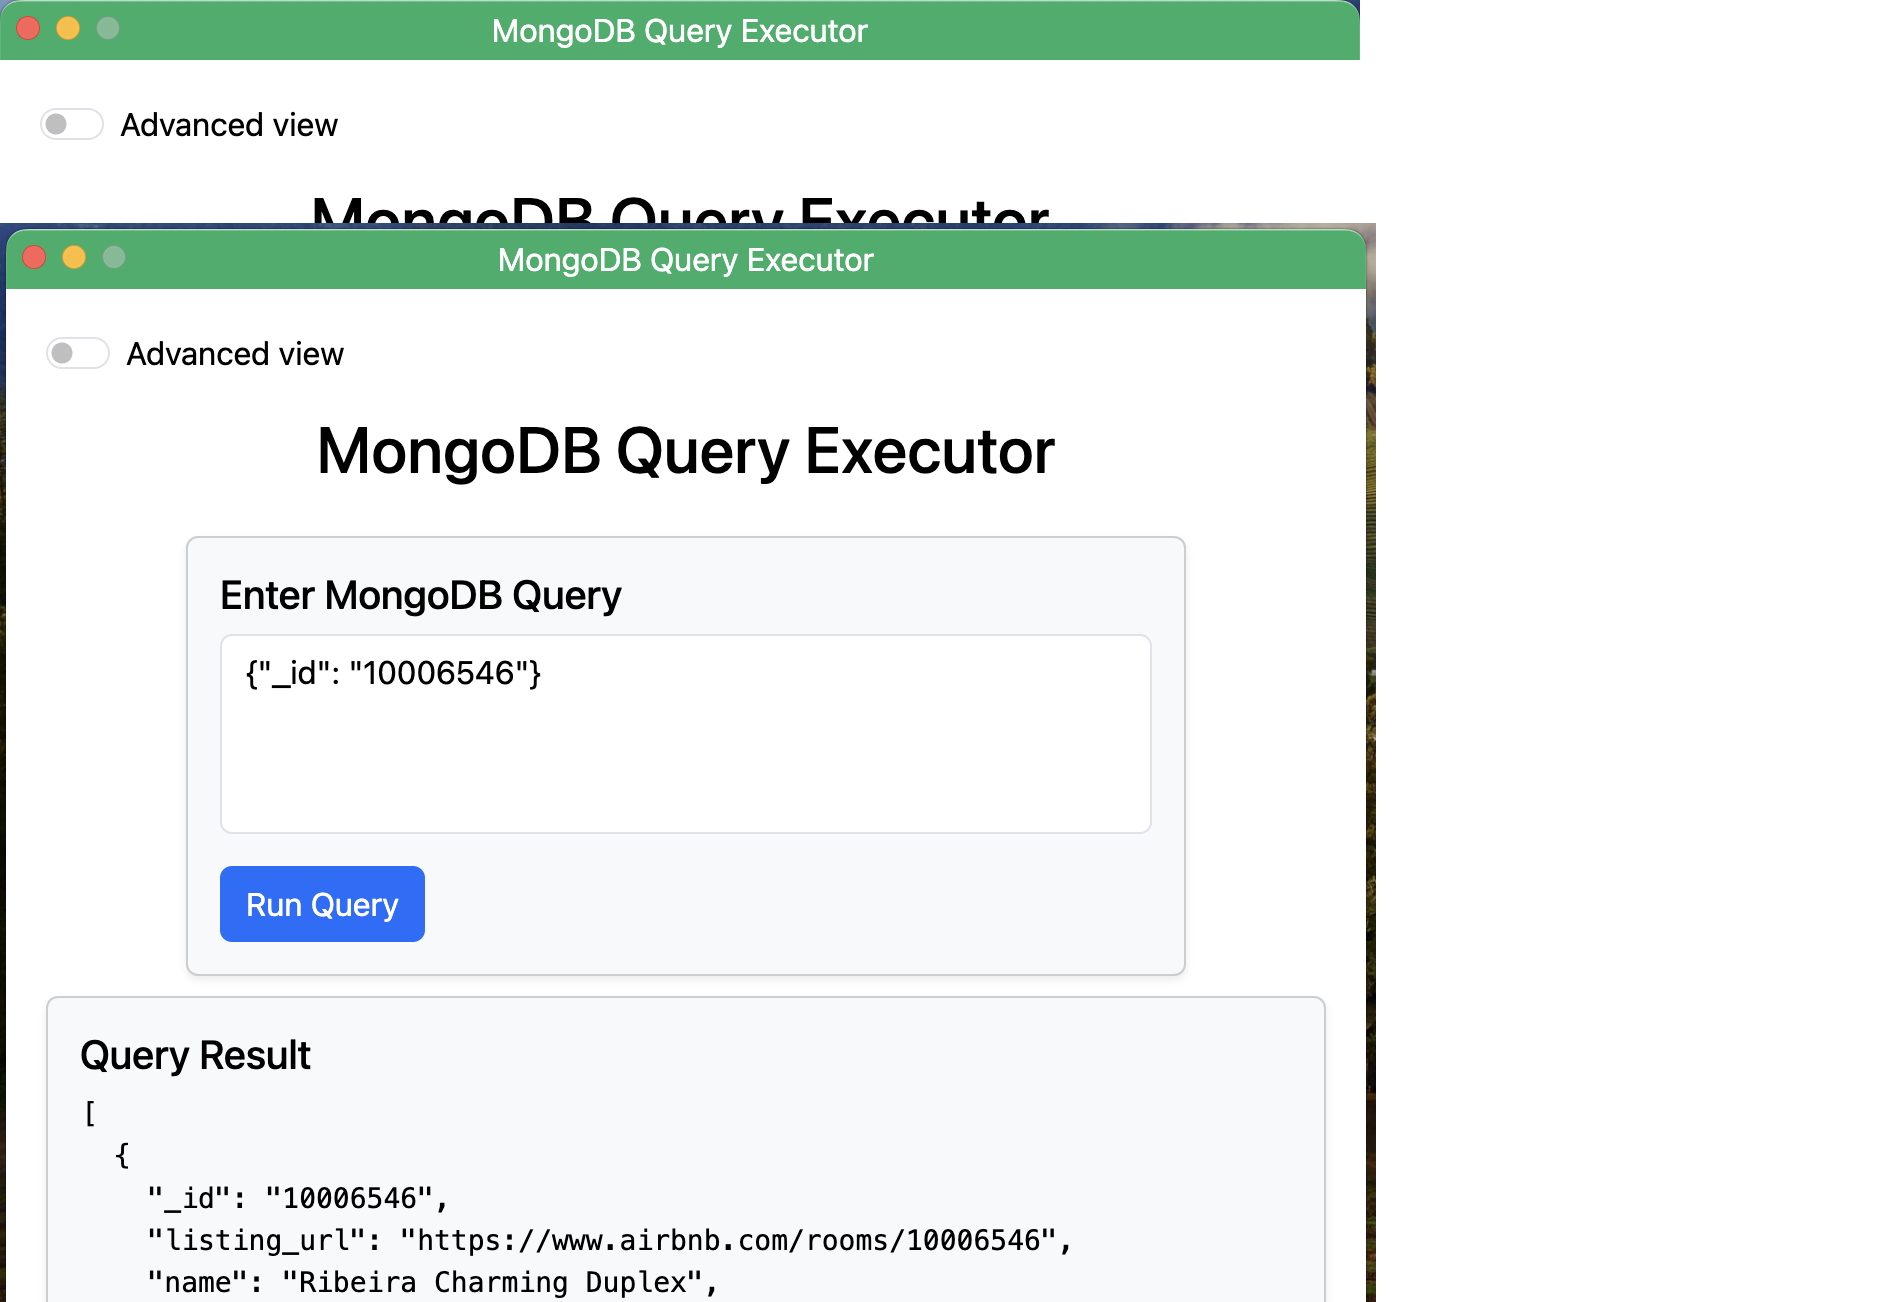 MongoDB Query Executor
Advanced view
MongoDB Query Executor
MongoDB Query Executor
Advanced view
MongoDB Query Executor
Enter MongoDB Query
{"_id": "10006546"}
Run Query
Query Result
[
{
"_id": "10006546",
"listing_url": "https://www.airbnb.com/rooms/10006546",
"name": "Ribeira Charming Duplex",